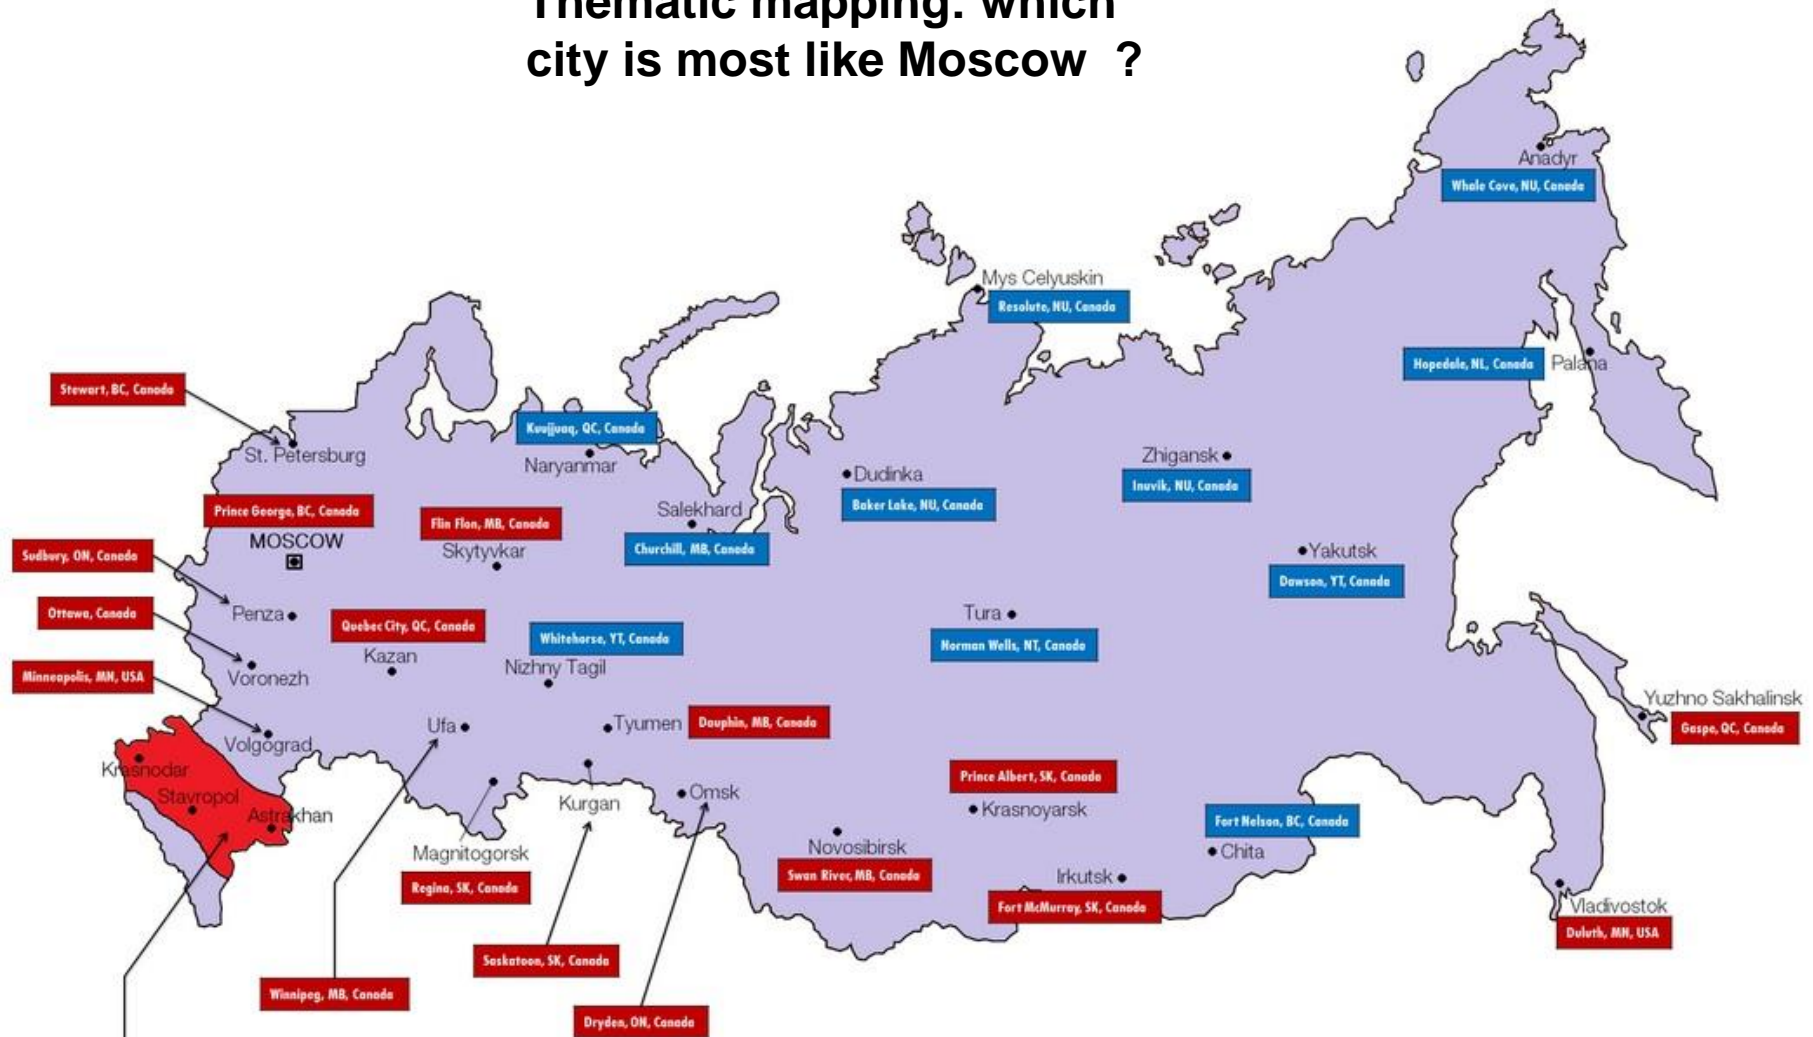 Thematic mapping: which
city is most like Moscow ?
Anadyr
Whale Cove, NU, Canada
Mys Celyuskin
Resolute, NU, Canada
Hopedale, NL, Canada
Palana
Stewart, BC, Canada
St. Petersburg
Kuujjuaq, QC, Canada
Naryanmar
Zhigansk
Inuvik, NU, Canada
Dudinka
Baker Lake, NU, Canada
Prince George, BC, Canada
MOSCOW
Flin Flon, MB, Canada
Skytyvkar
Salekhard
Churchill, MB, Canada
Sudbury, ON, Canada
Penza
Yakutsk
Dawson, YT, Canada
Ottawa, Canada
Voronezh
Quebec City, QC, Canada
Kazan
Whitehorse, YT, Canada
Nizhny Tagil
Tura
Norman Wells, NT, Canada
Minneapolis, MN, USA
Volgograd
Ufa
Tyumen
Dauphin, MB, Canada
Yuzhno Sakhalinsk
Gaspe, QC, Canada
Krasnodar
Stavropol
Astrakhan
Kurgan
Omsk
Prince Albert, SK, Canada
Krasnoyarsk
Fort Nelson, BC, Canada
Chita
Magnitogorsk
Regina, SK, Canada
Novosibirsk
Swan River, MB, Canada
Irkutsk
Fort McMurray, SK, Canada
Vladivostok
Duluth, MN, USA
Saskatoon, SK, Canada
Winnipeg, MB, Canada
Dryden, ON, Canada